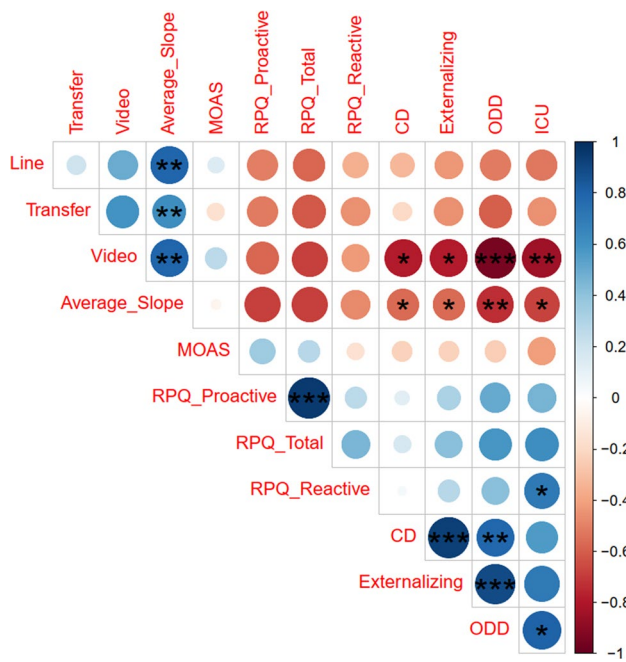 Transfer
Video
Average_Slope
MOAS
RPQ_Proactive
RPQ_Total
RPQ_Reactive
CD
Externalizing
ODD
ICU
Line ** 1
Transfer ** 0.8
Video ** * * *** ** 0.6
Average_Slope * * ** * 0.4
MOAS 0.2
RPQ_Proactive *** 0
RPQ_Total -0.2
RPQ_Reactive * -0.4
CD *** ** -0.6
Externalizing *** -0.8
ODD * -1